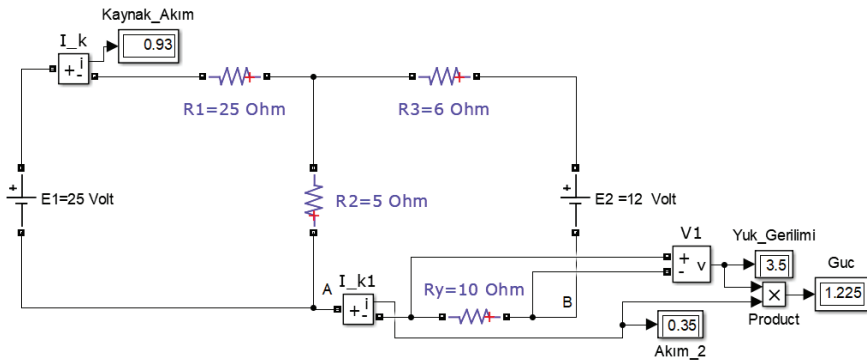 Kaynak_Akım
I_k
i
+
-
0.93
R1=25 Ohm
R3=6 Ohm
+
E1=25 Volt
R2=5 Ohm
+
E2 =12 Volt
V1
+
-
v
Yuk_Gerilimi
3.5
Guc
1.225
×
Product
A
I_k1
i
+
-
Ry=10 Ohm
B
0.35
Akım_2